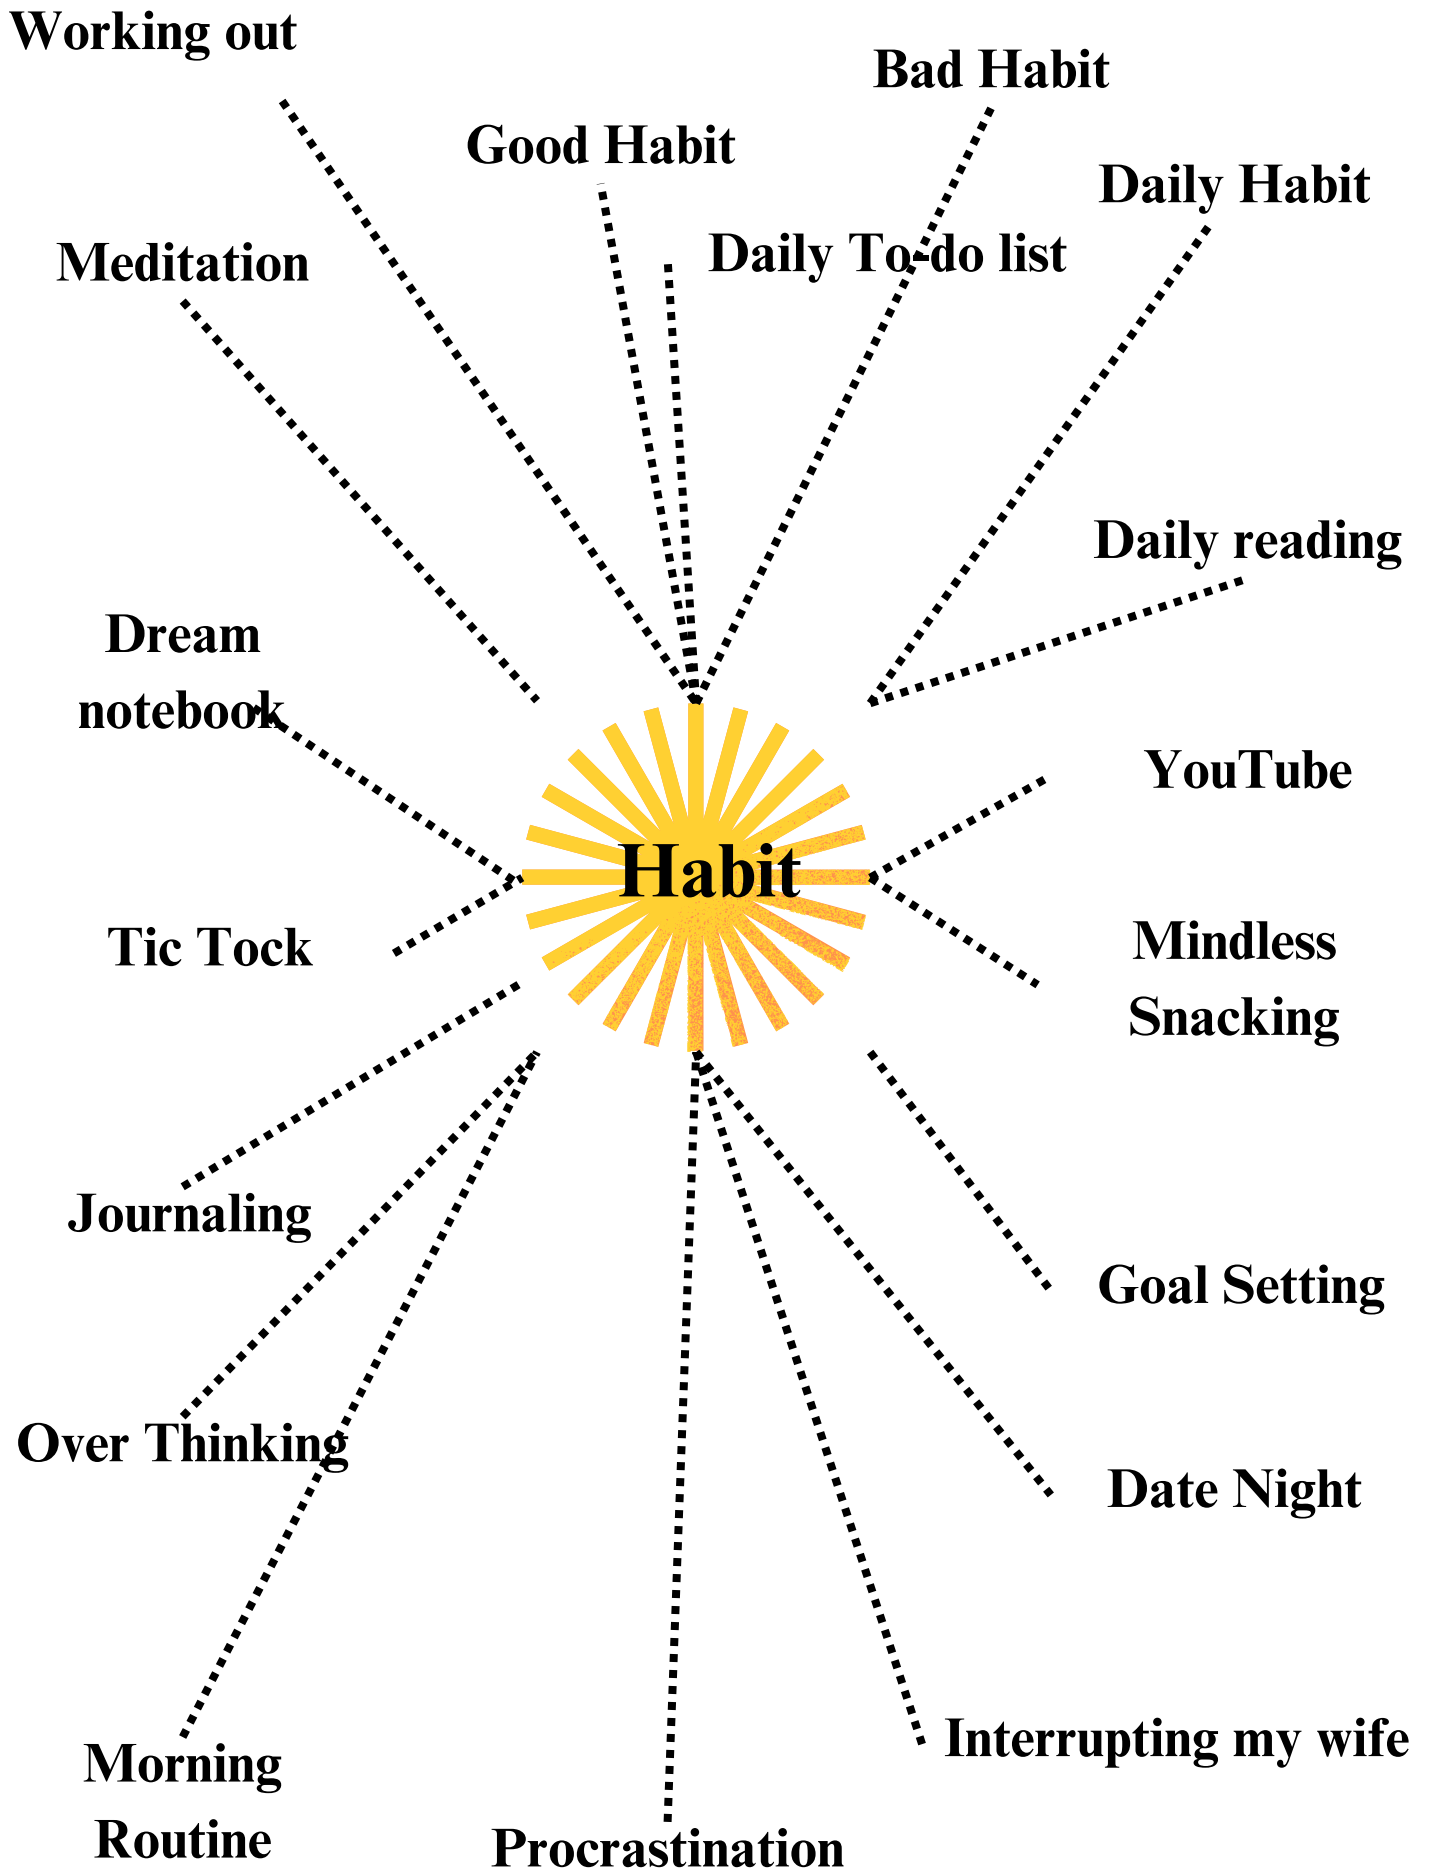 Working out
Bad Habit
Good Habit
Daily Habit
Daily To-do list
Meditation
Daily reading
Dream
notebook
YouTube
Habit
Tic Tock
Mindless
Snacking
Journaling
Goal Setting
Over Thinking
Date Night
Interrupting my wife
Morning
Routine
Procrastination